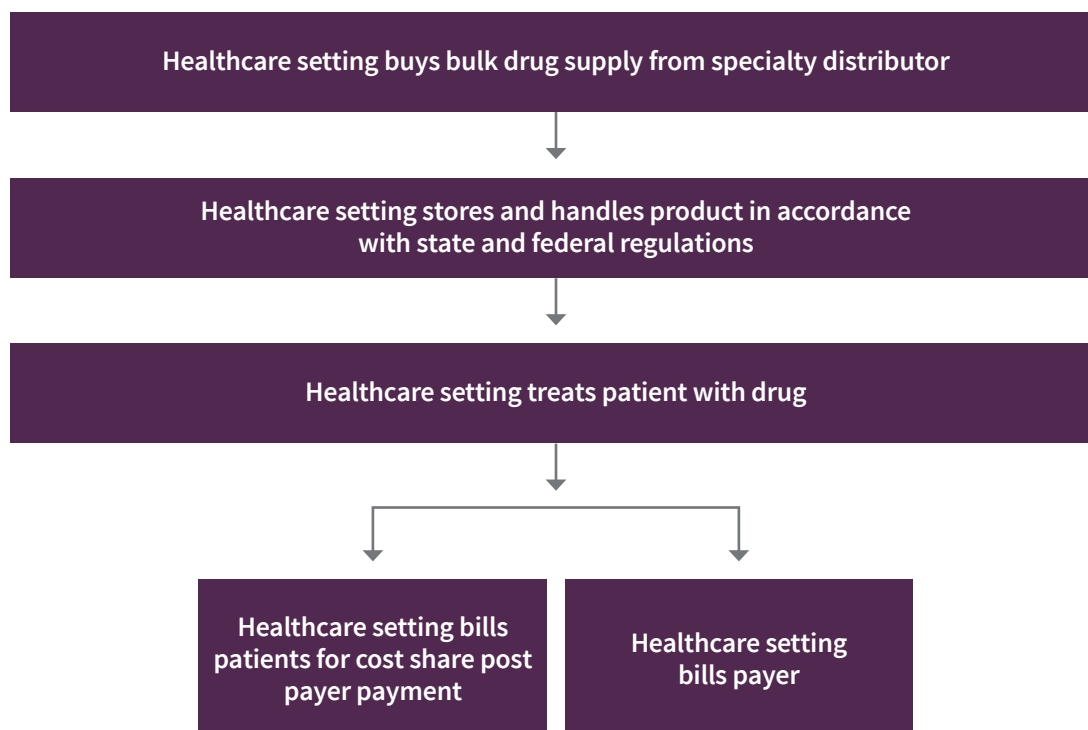 Healthcare setting buys bulk drug supply from specialty distributor
Healthcare setting stores and handles product in accordance
with state and federal regulations
Healthcare setting treats patient with drug
Healthcare setting bills
patients for cost share post
payer payment
Healthcare setting
bills payer